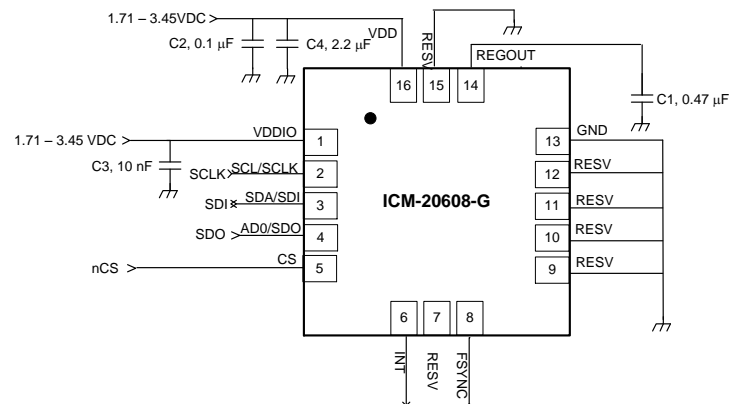 1.71 – 3.45VDC
C2, 0.1 µF
C4, 2.2 µF
VDD
RESV
REGOUT
C1, 0.47 µF
16
15
14
1.71 – 3.45 VDC
VDDIO
1
13
GND
C3, 10 nF
SCLK
SCL/SCLK
2
12
RESV
SDI
SDA/SDI
3
ICM-20608-G
11
RESV
SDO
AD0/SDO
4
10
RESV
nCS
CS
5
9
RESV
6
7
8
INT
RESV
FSYNC